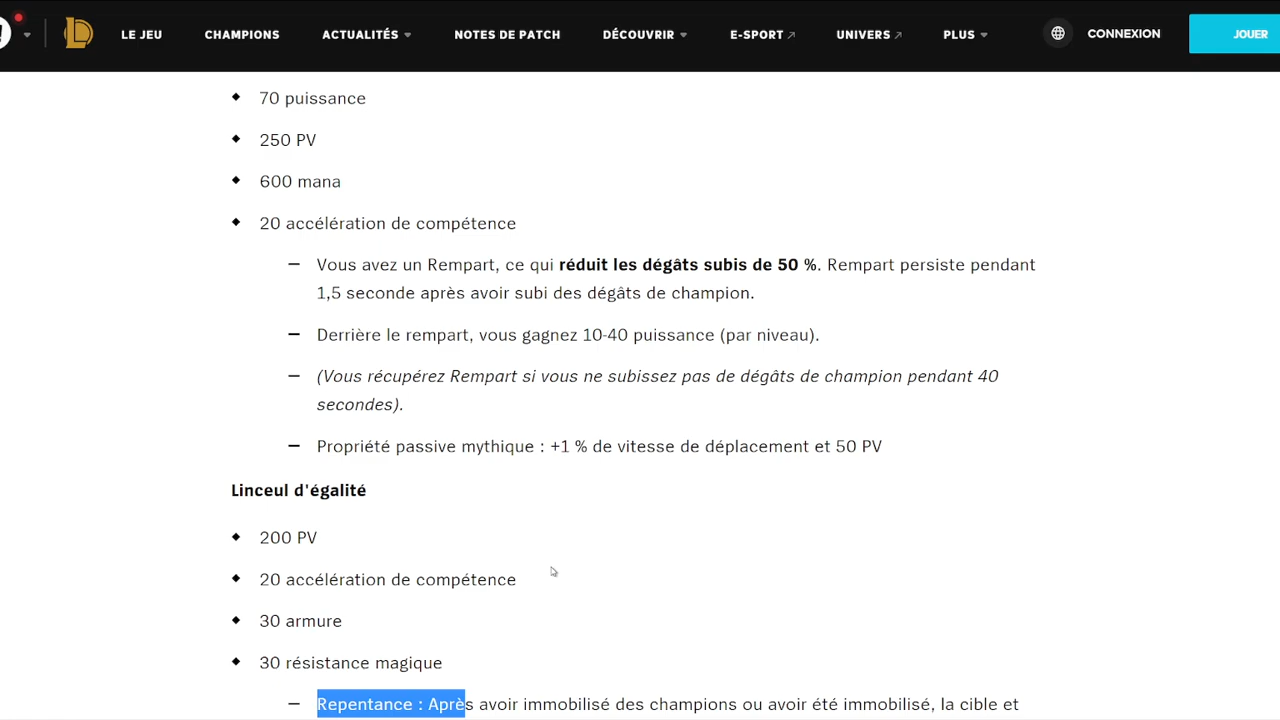 LE JEU CHAMPIONS ACTUALITÉS NOTES DE PATCH DÉCOUVRIR E-SPORT UNIVERS PLUS CONNEXION JOUER
70 puissance
250 PV
600 mana
20 accélération de compétence
Vous avez un Rempart, ce qui réduit les dégâts subis de 50 %. Rempart persiste pendant
1,5 seconde après avoir subi des dégâts de champion.
Derrière le rempart, vous gagnez 10-40 puissance (par niveau).
(Vous récupérez Rempart si vous ne subissez pas de dégâts de champion pendant 40
secondes).
Propriété passive mythique : +1 % de vitesse de déplacement et 50 PV
Linceul d'égalité
200 PV
20 accélération de compétence
30 armure
30 résistance magique
Repentance : Après avoir immobilisé des champions ou avoir été immobilisé, la cible et